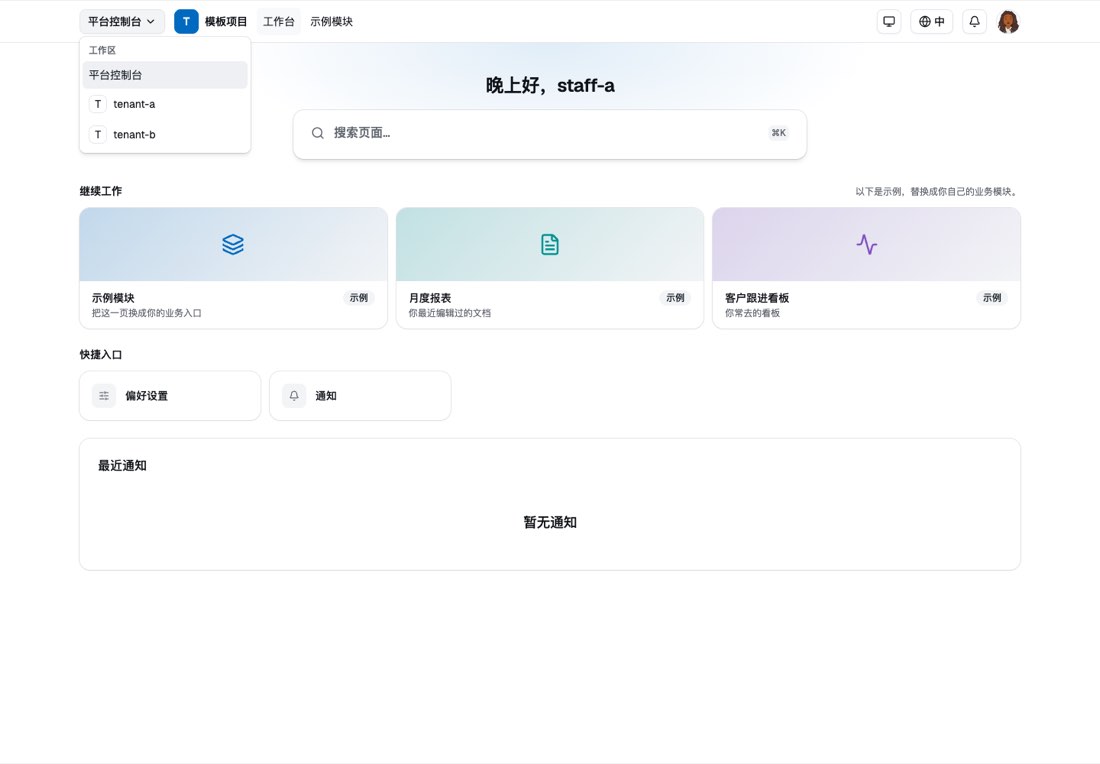 平台控制台 T 模板项目 工作台 示例模块 中
工作区
平台控制台
T tenant-a
T tenant-b
晚上好，staff-a
搜索页面... ⌘K
继续工作 以下是示例，替换成你自己的业务模块。
示例模块 示例
把这一页换成你的业务入口
月度报表 示例
你最近编辑过的文档
客户跟进看板 示例
你常去的看板
快捷入口
偏好设置 通知
最近通知
暂无通知